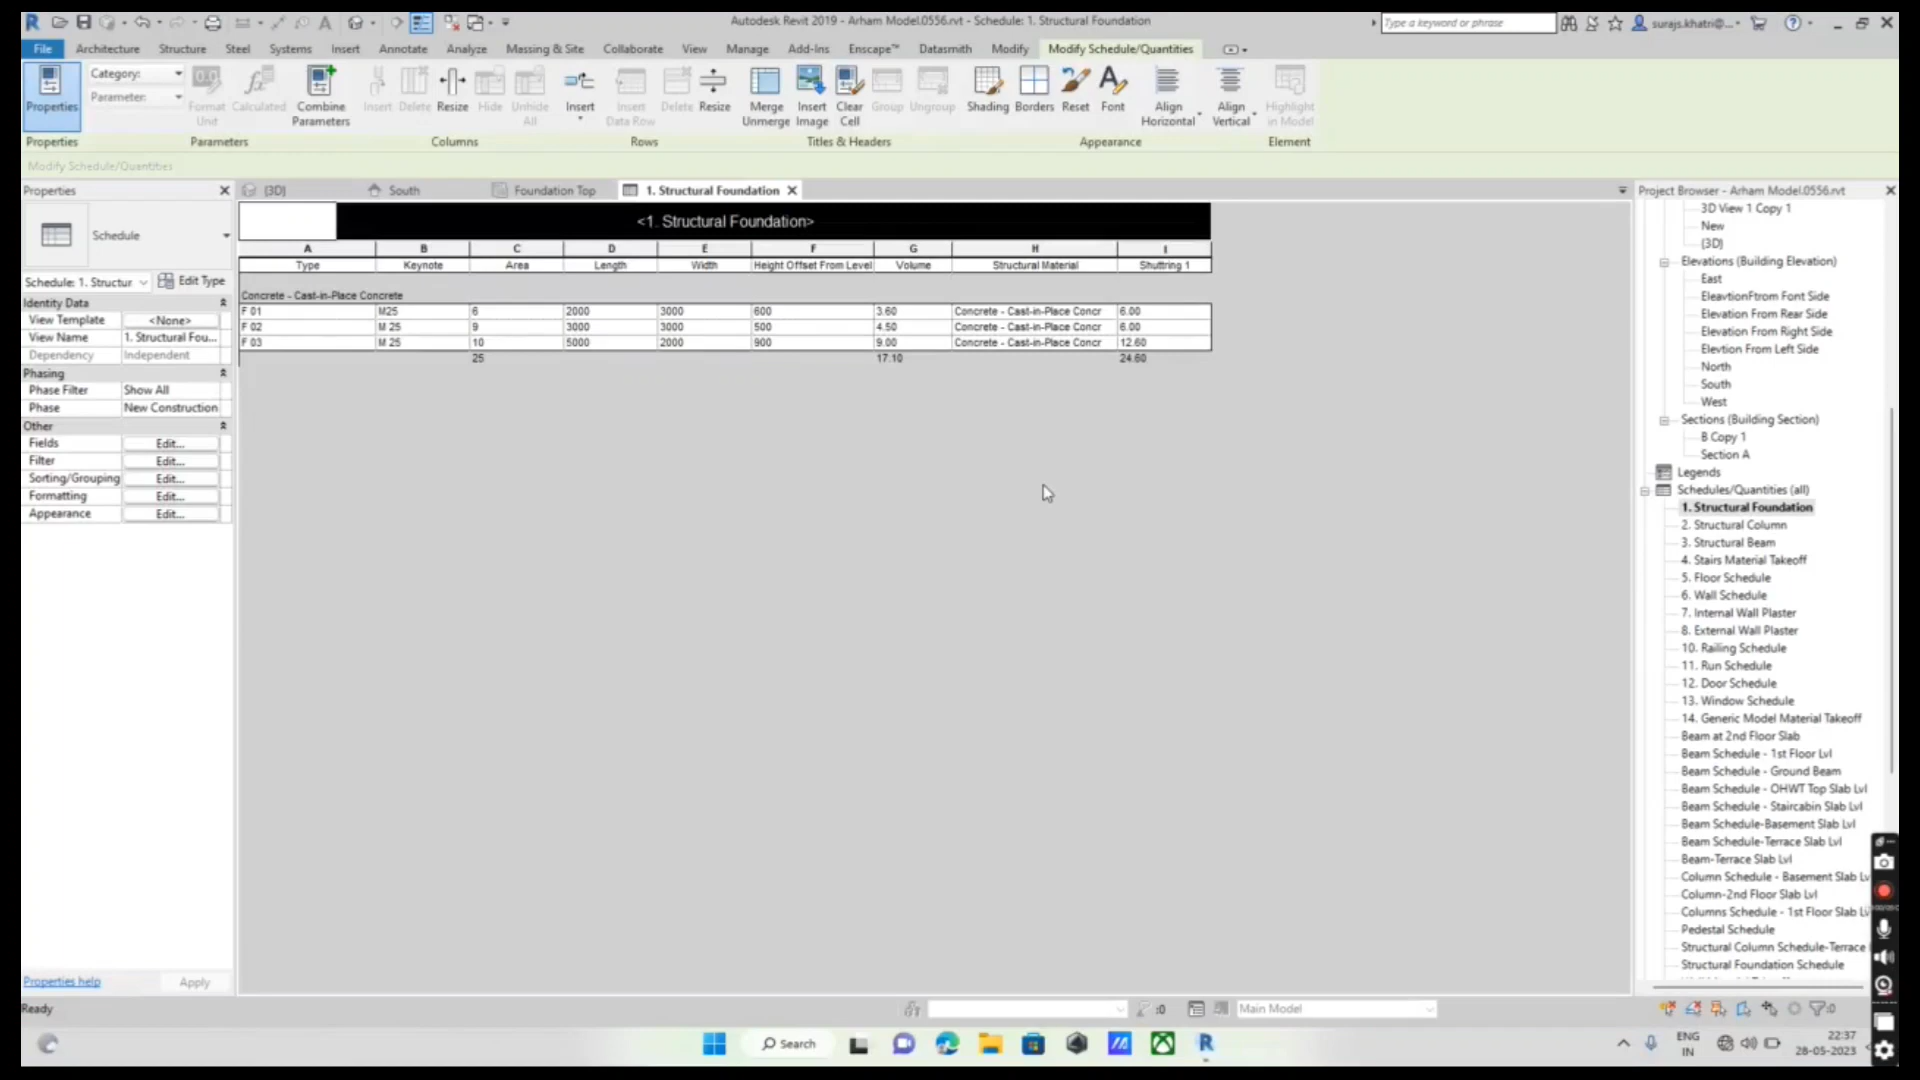 Autodesk Revit 2019 - Arham Model.0556.rvt - Schedule: 1. Structural Foundation
Type a keyword or phrase
surajs.khatri@...
File Architecture Structure Steel Systems Insert Annotate Analyze Massing & Site Collaborate View Manage Add-Ins Enscape™ Datasmith Modify Modify Schedule/Quantities
Properties Category: Parameter: Format Unit Calculated Combine Parameters Insert Delete Resize Hide Unhide All Insert Insert Data Row Delete Resize Merge Unmerge Insert Image Clear Cell Group Ungroup Shading Borders Reset Font Align Horizontal Align Vertical Highlight in Model
Properties Parameters Columns Rows Titles & Headers Appearance Element
Modify Schedule/Quantities
Properties
Schedule
Schedule: 1. Structur Edit Type
Identity Data
View Template <None>
View Name 1. Structural Fou...
Dependency Independent
Phasing
Phase Filter Show All
Phase New Construction
Other
Fields Edit...
Filter Edit...
Sorting/Grouping Edit...
Formatting Edit...
Appearance Edit...
Properties help Apply
{3D} South Foundation Top 1. Structural Foundation
<1. Structural Foundation>
A B C D E F G H I
Type Keynote Area Length Width Height Offset From Level Volume Structural Material Shuttring 1
Concrete - Cast-in-Place Concrete
F 01 M25 6 2000 3000 600 3.60 Concrete - Cast-in-Place Concr 6.00
F 02 M 25 9 3000 3000 500 4.50 Concrete - Cast-in-Place Concr 6.00
F 03 M 25 10 5000 2000 900 9.00 Concrete - Cast-in-Place Concr 12.60
25 17.10 24.60
Project Browser - Arham Model.0556.rvt
3D View 1 Copy 1
New
{3D}
Elevations (Building Elevation)
East
EleavtionFtrom Font Side
Elevation From Rear Side
Elevation From Right Side
Elevtion From Left Side
North
South
West
Sections (Building Section)
B Copy 1
Section A
Legends
Schedules/Quantities (all)
1. Structural Foundation
2. Structural Column
3. Structural Beam
4. Stairs Material Takeoff
5. Floor Schedule
6. Wall Schedule
7. Internal Wall Plaster
8. External Wall Plaster
10. Railing Schedule
11. Run Schedule
12. Door Schedule
13. Window Schedule
14. Generic Model Material Takeoff
Beam at 2nd Floor Slab
Beam Schedule - 1st Floor Lvl
Beam Schedule - Ground Beam
Beam Schedule - OHWT Top Slab Lvl
Beam Schedule - Staircabin Slab Lvl
Beam Schedule-Basement Slab Lvl
Beam Schedule-Terrace Slab Lvl
Beam-Terrace Slab Lvl
Column Schedule - Basement Slab Lv
Column-2nd Floor Slab Lvl
Columns Schedule - 1st Floor Slab Lv
Pedestal Schedule
Structural Column Schedule-Terrace
Structural Foundation Schedule
Ready :0 Main Model :0
Search
ENG IN
22:37
28-05-2023